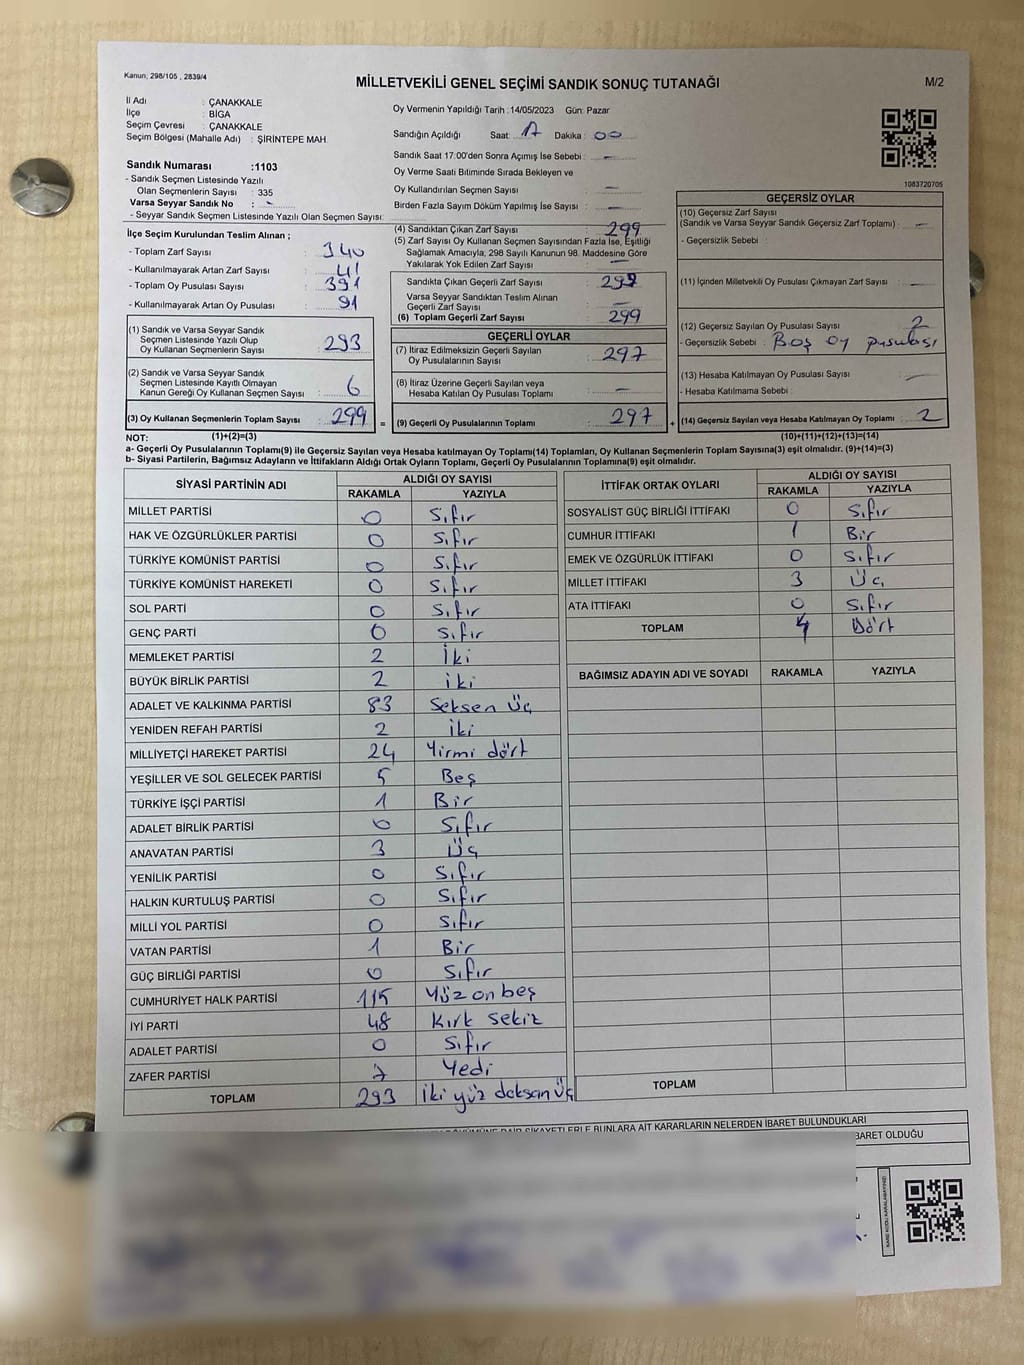 Kanun, 298/105 , 2839/4
MİLLETVEKİLİ GENEL SEÇİMİ SANDIK SONUÇ TUTANAĞI
M/2
İl Adı : ÇANAKKALE
İlçe : BİGA
Seçim Çevresi : ÇANAKKALE
Seçim Bölgesi (Mahalle Adı) : ŞİRİNTEPE MAH.
Sandık Numarası :1103
- Sandık Seçmen Listesinde Yazılı
Olan Seçmenlerin Sayısı : 335
Varsa Seyyar Sandık No : -
- Seyyar Sandık Seçmen Listesinde Yazılı Olan Seçmen Sayısı:
Oy Vermenin Yapıldığı Tarih :14/05/2023 Gün: Pazar
Sandığın Açıldığı Saat: 17 Dakika : 00
Sandık Saat 17:00'den Sonra Açımış İse Sebebi : -
Oy Verme Saati Bitiminde Sırada Bekleyen ve
Oy Kullandırılan Seçmen Sayısı : -
Birden Fazla Sayım Döküm Yapılmış İse Sayısı : -
1083720705
İlçe Seçim Kurulundan Teslim Alınan ;
- Toplam Zarf Sayısı : 340
- Kullanılmayarak Artan Zarf Sayısı : 41
- Toplam Oy Pusulası Sayısı : 391
- Kullanılmayarak Artan Oy Pusulası : 91
(4) Sandıktan Çıkan Zarf Sayısı : 299
(5) Zarf Sayısı Oy Kullanan Seçmen Sayısından Fazla İse, Eşitliği
Sağlamak Amacıyla, 298 Sayılı Kanunun 98. Maddesine Göre
Yakılarak Yok Edilen Zarf Sayısı : -
Sandıkta Çıkan Geçerli Zarf Sayısı : 299
Varsa Seyyar Sandıktan Teslim Alınan
Geçerli Zarf Sayısı : -
(6) Toplam Geçerli Zarf Sayısı : 299
GEÇERSİZ OYLAR
(10) Geçersiz Zarf Sayısı
(Sandık ve Varsa Seyyar Sandık Geçersiz Zarf Toplamı) : -
- Geçersizlik Sebebi :
(11) İçinden Milletvekili Oy Pusulası Çıkmayan Zarf Sayısı : -
(12) Geçersiz Sayılan Oy Pusulası Sayısı : 2
- Geçersizlik Sebebi : Boş oy pusulası
(13) Hesaba Katılmayan Oy Pusulası Sayısı : -
- Hesaba Katılmama Sebebi :
(1) Sandık ve Varsa Seyyar Sandık
Seçmen Listesinde Yazılı Olup
Oy Kullanan Seçmenlerin Sayısı : 293
(2) Sandık ve Varsa Seyyar Sandık
Seçmen Listesinde Kayıtlı Olmayan
Kanun Gereği Oy Kullanan Seçmen Sayısı : 6
GEÇERLİ OYLAR
(7) İtiraz Edilmeksizin Geçerli Sayılan
Oy Pusulalarının Sayısı : 297
(8) İtiraz Üzerine Geçerli Sayılan veya
Hesaba Katılan Oy Pusulası Toplamı : -
(3) Oy Kullanan Seçmenlerin Toplam Sayısı : 299 = (9) Geçerli Oy Pusulalarının Toplamı : 297 + (14) Geçersiz Sayılan veya Hesaba Katılmayan Oy Toplamı : 2
NOT: (1)+(2)=(3) (10)+(11)+(12)+(13)=(14)
a- Geçerli Oy Pusulalarının Toplamı(9) ile Geçersiz Sayılan veya Hesaba katılmayan Oy Toplamı(14) Toplamları, Oy Kullanan Seçmenlerin Toplam Sayısına(3) eşit olmalıdır. (9)+(14)=(3)
b- Siyasi Partilerin, Bağımsız Adayların ve İttifakların Aldığı Ortak Oyların Toplamı, Geçerli Oy Pusulalarının Toplamına(9) eşit olmalıdır.
SİYASİ PARTİNİN ADI ALDIĞI OY SAYISI
RAKAMLA YAZIYLA
MİLLET PARTİSİ 0 Sıfır
HAK VE ÖZGÜRLÜKLER PARTİSİ 0 Sıfır
TÜRKİYE KOMÜNİST PARTİSİ 0 Sıfır
TÜRKİYE KOMÜNİST HAREKETİ 0 Sıfır
SOL PARTİ 0 Sıfır
GENÇ PARTİ 0 Sıfır
MEMLEKET PARTİSİ 2 İki
BÜYÜK BİRLİK PARTİSİ 2 iki
ADALET VE KALKINMA PARTİSİ 83 Seksen Üç
YENİDEN REFAH PARTİSİ 2 İki
MİLLİYETÇİ HAREKET PARTİSİ 24 Yirmi dört
YEŞİLLER VE SOL GELECEK PARTİSİ 5 Beş
TÜRKİYE İŞÇİ PARTİSİ 1 Bir
ADALET BİRLİK PARTİSİ 0 Sıfır
ANAVATAN PARTİSİ 3 Üç
YENİLİK PARTİSİ 0 Sıfır
HALKIN KURTULUŞ PARTİSİ 0 Sıfır
MİLLİ YOL PARTİSİ 0 Sıfır
VATAN PARTİSİ 1 Bir
GÜÇ BİRLİĞİ PARTİSİ 0 Sıfır
CUMHURİYET HALK PARTİSİ 115 Yüz on beş
İYİ PARTİ 48 Kırk sekiz
ADALET PARTİSİ 0 Sıfır
ZAFER PARTİSİ 7 Yedi
TOPLAM 293 İki yüz doksan üç
İTTİFAK ORTAK OYLARI ALDIĞI OY SAYISI
RAKAMLA YAZIYLA
SOSYALİST GÜÇ BİRLİĞİ İTTİFAKI 0 Sıfır
CUMHUR İTTİFAKI 1 Bir
EMEK VE ÖZGÜRLÜK İTTİFAKI 0 Sıfır
MİLLET İTTİFAKI 3 Üç
ATA İTTİFAKI 0 Sıfır
TOPLAM 4 Dört
BAĞIMSIZ ADAYIN ADI VE SOYADI RAKAMLA YAZIYLA
TOPLAM
ŞİKAYETLERLE BUNLARA AİT KARARLARIN NELERDEN İBARET BULUNDUKLARI
İBARET OLDUĞU
KARE KODU KARALAMAYINIZ!